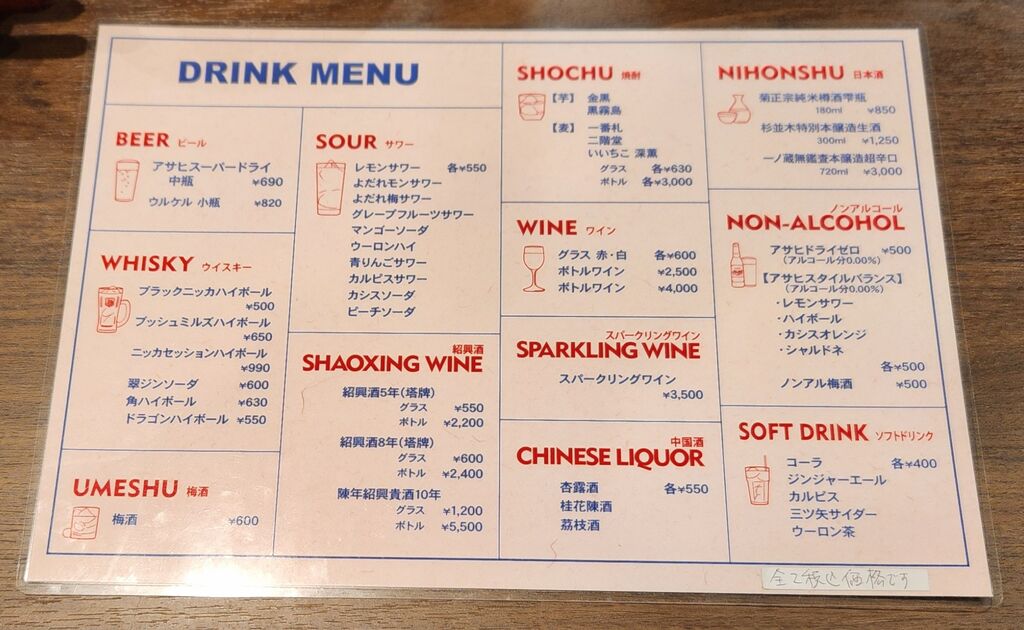 DRINK MENU
BEER ビール
アサヒスーパードライ
中瓶 ¥690
ウルケル 小瓶 ¥820
WHISKY ウイスキー
ブラックニッカハイボール
¥500
ブッシュミルズハイボール
¥650
ニッカセッションハイボール
¥990
翠ジンソーダ ¥600
角ハイボール ¥630
ドラゴンハイボール ¥550
UMESHU 梅酒
梅酒 ¥600
SOUR サワー
レモンサワー 各¥550
よだれモンサワー
よだれ梅サワー
グレープフルーツサワー
マンゴーソーダ
ウーロンハイ
青りんごサワー
カルピスサワー
カシスソーダ
ピーチソーダ
紹興酒
SHAOXING WINE
紹興酒5年(塔牌)
グラス ¥550
ボトル ¥2,200
紹興酒8年(塔牌)
グラス ¥600
ボトル ¥2,400
陳年紹興貴酒10年
グラス ¥1,200
ボトル ¥5,500
SHOCHU 焼酎
【芋】 金黒
黒霧島
【麦】 一番札
二階堂
いいちこ 深薫
グラス 各¥630
ボトル 各¥3,000
WINE ワイン
グラス 赤・白 各¥600
ボトルワイン ¥2,500
ボトルワイン ¥4,000
スパークリングワイン
SPARKLING WINE
スパークリングワイン
¥3,500
中国酒
CHINESE LIQUOR
杏露酒 各¥550
桂花陳酒
茘枝酒
NIHONSHU 日本酒
菊正宗純米樽酒雫瓶
180ml ¥850
杉並木特別本醸造生酒
300ml ¥1,250
一ノ蔵無鑑査本醸造超辛口
720ml ¥3,000
ノンアルコール
NON-ALCOHOL
アサヒドライゼロ ¥500
(アルコール分0.00%)
【アサヒスタイルバランス】
(アルコール分0.00%)
・レモンサワー
・ハイボール
・カシスオレンジ
・シャルドネ
各¥500
ノンアル梅酒 ¥500
SOFT DRINK ソフトドリンク
コーラ 各¥400
ジンジャーエール
カルピス
三ツ矢サイダー
ウーロン茶
全て税込価格です